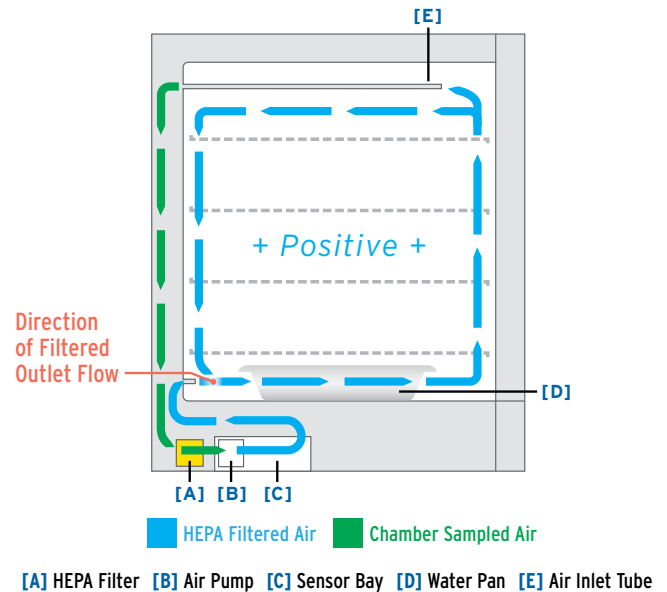 [E]
+ Positive +
Direction
of Filtered
Outlet Flow
[D]
[A] [B] [C]
HEPA Filtered Air Chamber Sampled Air
[A] HEPA Filter [B] Air Pump [C] Sensor Bay [D] Water Pan [E] Air Inlet Tube